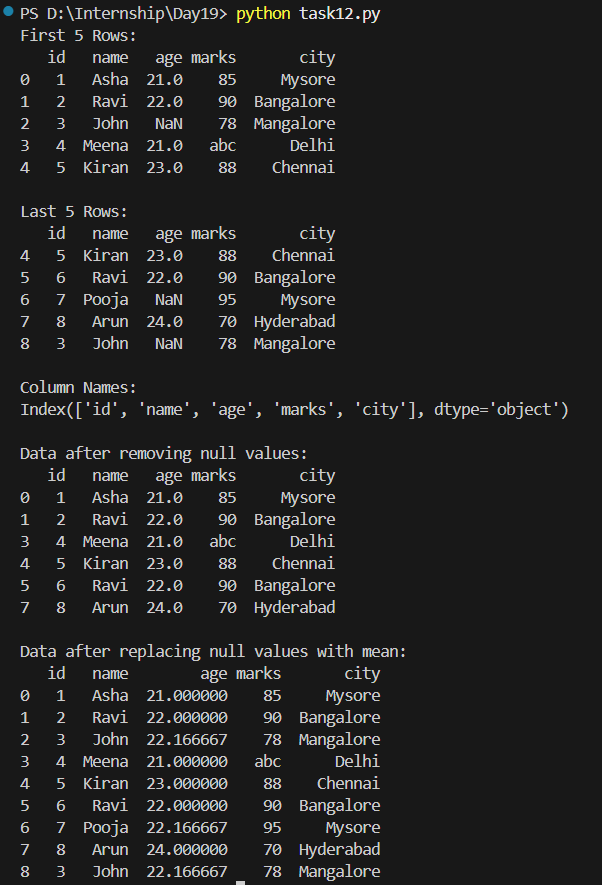 PS D:\Internship\Day19> python task12.py
First 5 Rows:
   id   name   age marks       city
0   1   Asha  21.0    85     Mysore
1   2   Ravi  22.0    90  Bangalore
2   3   John   NaN    78  Mangalore
3   4  Meena  21.0   abc      Delhi
4   5  Kiran  23.0    88    Chennai

Last 5 Rows:
   id   name   age marks       city
4   5  Kiran  23.0    88    Chennai
5   6   Ravi  22.0    90  Bangalore
6   7  Pooja   NaN    95     Mysore
7   8   Arun  24.0    70  Hyderabad
8   3   John   NaN    78  Mangalore

Column Names:
Index(['id', 'name', 'age', 'marks', 'city'], dtype='object')

Data after removing null values:
   id   name   age marks       city
0   1   Asha  21.0    85     Mysore
1   2   Ravi  22.0    90  Bangalore
3   4  Meena  21.0   abc      Delhi
4   5  Kiran  23.0    88    Chennai
5   6   Ravi  22.0    90  Bangalore
7   8   Arun  24.0    70  Hyderabad

Data after replacing null values with mean:
   id   name        age marks       city
0   1   Asha  21.000000    85     Mysore
1   2   Ravi  22.000000    90  Bangalore
2   3   John  22.166667    78  Mangalore
3   4  Meena  21.000000   abc      Delhi
4   5  Kiran  23.000000    88    Chennai
5   6   Ravi  22.000000    90  Bangalore
6   7  Pooja  22.166667    95     Mysore
7   8   Arun  24.000000    70  Hyderabad
8   3   John  22.166667    78  Mangalore